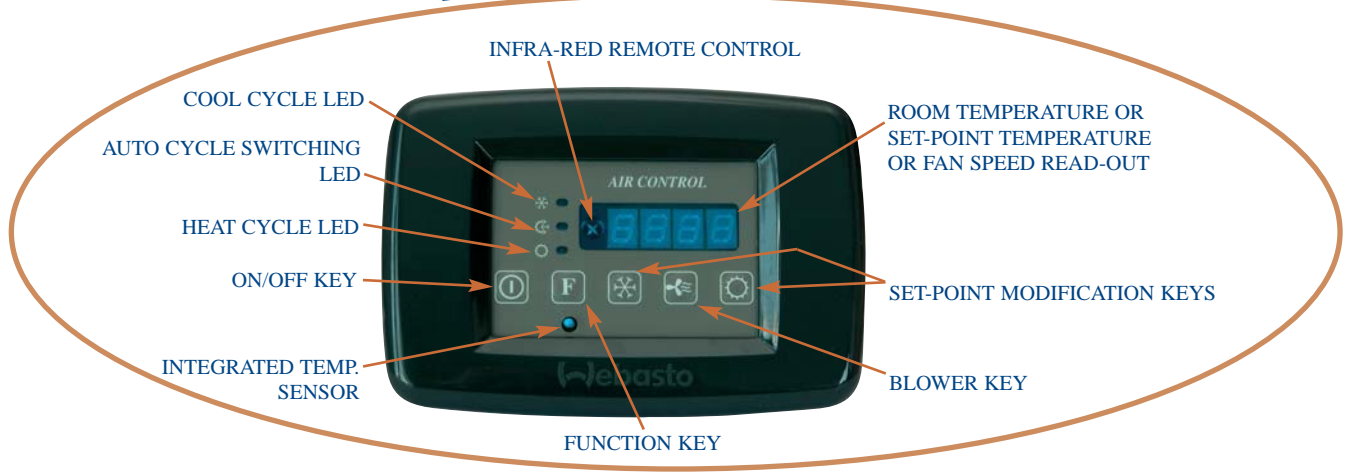 INFRA-RED REMOTE CONTROL
COOL CYCLE LED
ROOM TEMPERATURE OR
SET-POINT TEMPERATURE
OR FAN SPEED READ-OUT
AUTO CYCLE SWITCHING
LED
AIR CONTROL
8888
HEAT CYCLE LED
ON/OFF KEY
F
SET-POINT MODIFICATION KEYS
INTEGRATED TEMP.
SENSOR
Webasto
BLOWER KEY
FUNCTION KEY